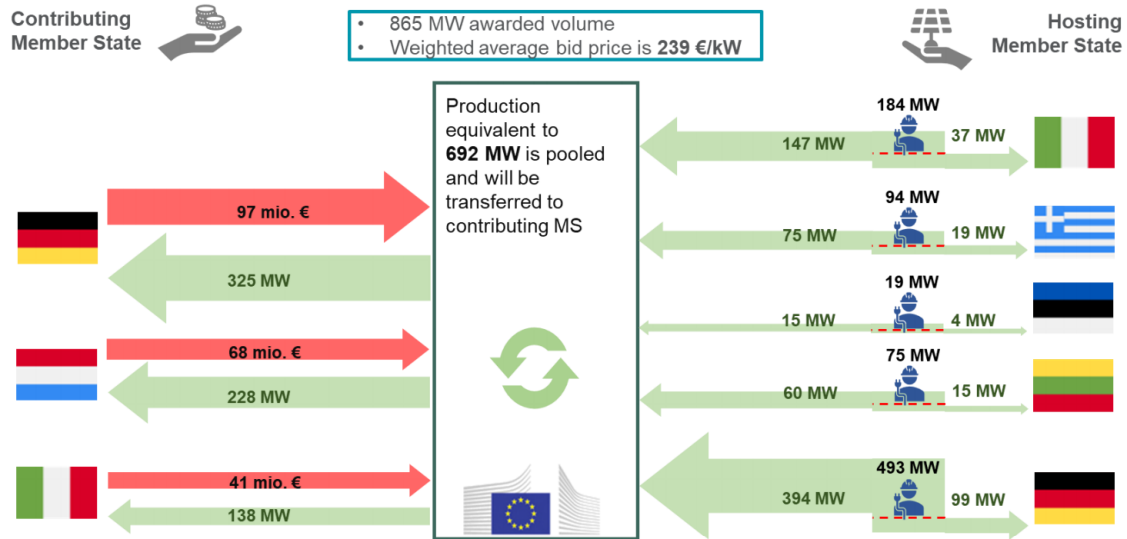 Contributing
Member State
• 865 MW awarded volume
• Weighted average bid price is 239 €/kW
Hosting
Member State
Production
equivalent to
692 MW is pooled
and will be
transferred to
contributing MS
97 mio. €
325 MW
68 mio. €
228 MW
41 mio. €
138 MW
184 MW
147 MW
37 MW
94 MW
75 MW
19 MW
19 MW
15 MW
4 MW
75 MW
60 MW
15 MW
493 MW
394 MW
99 MW